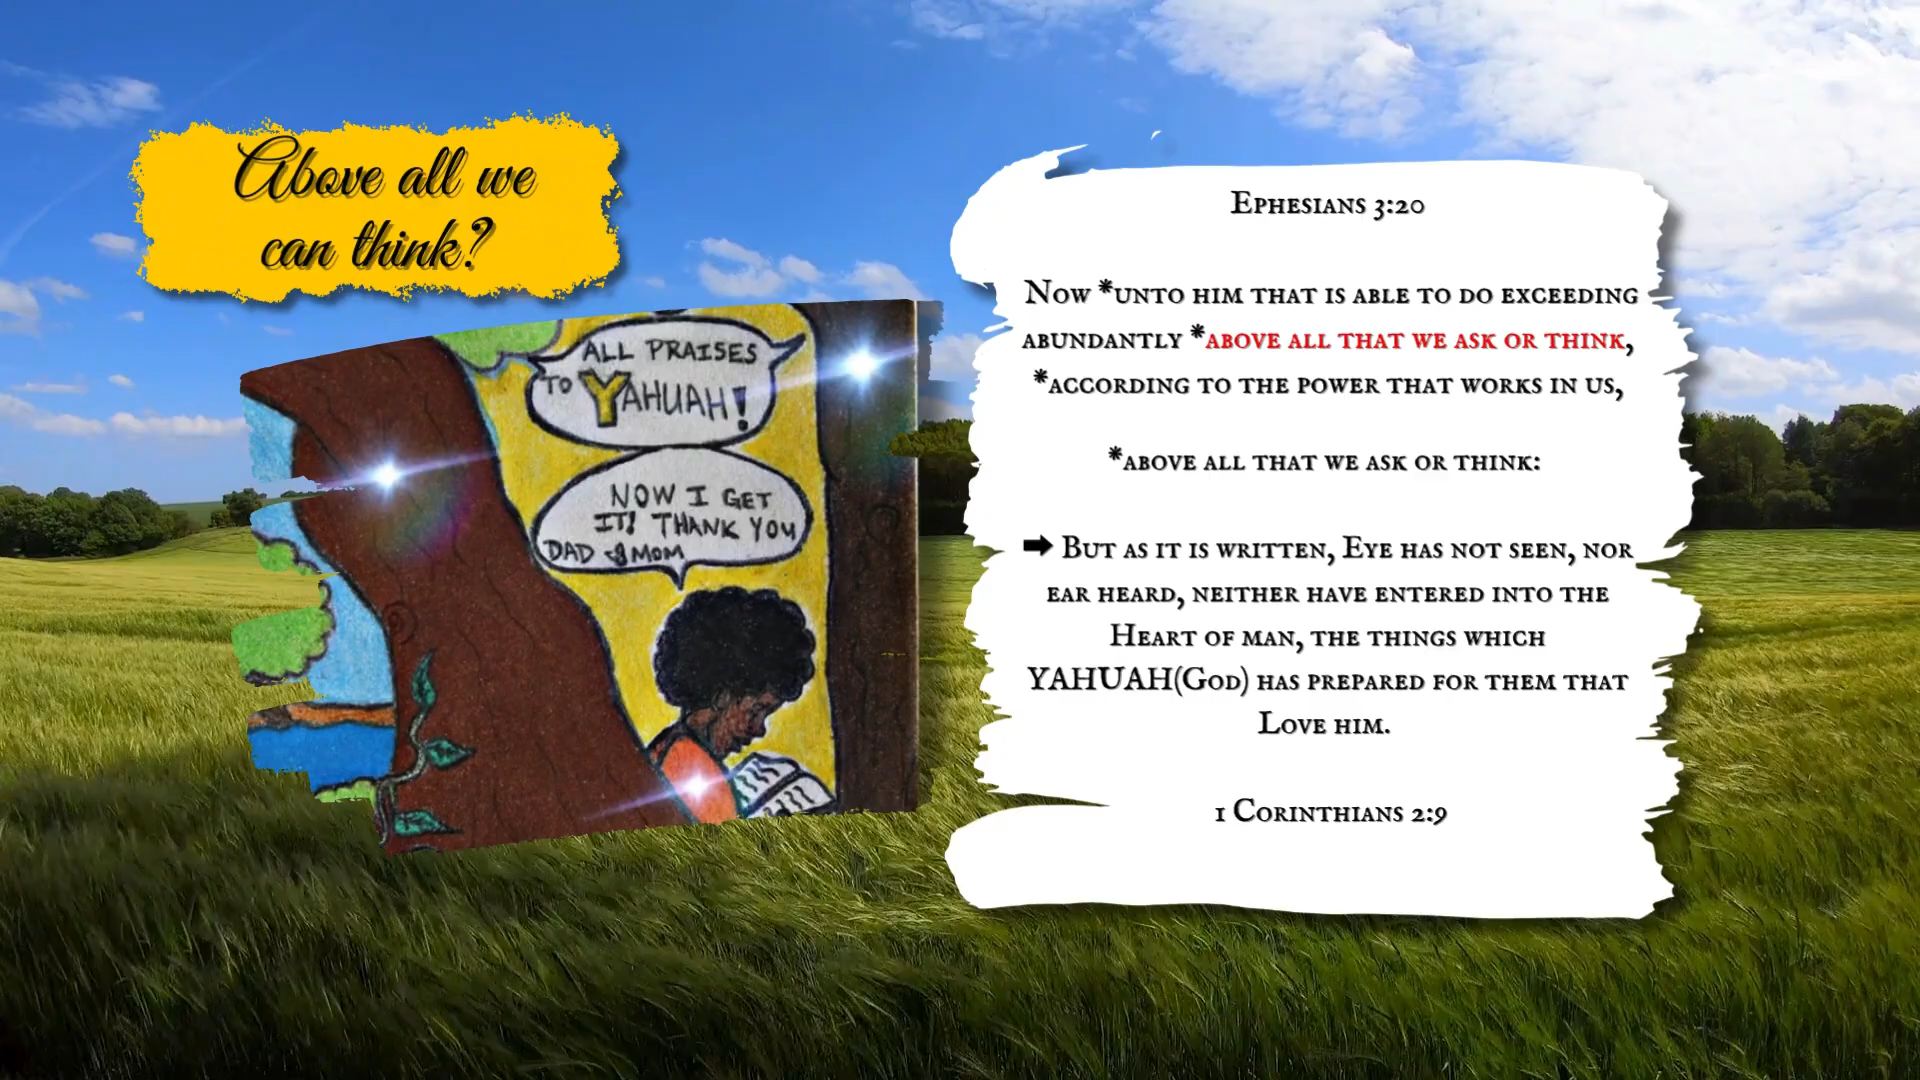 Above all we
can think?
ALL PRAISES
TO YAHUAH!
NOW I GET
IT! THANK YOU
DAD & MOM
Ephesians 3:20
Now *unto him that is able to do exceeding
abundantly *above all that we ask or think,
*according to the power that works in us,
*above all that we ask or think:
➡ But as it is written, Eye has not seen, nor
ear heard, neither have entered into the
Heart of man, the things which
YAHUAH(God) has prepared for them that
Love him.
1 Corinthians 2:9